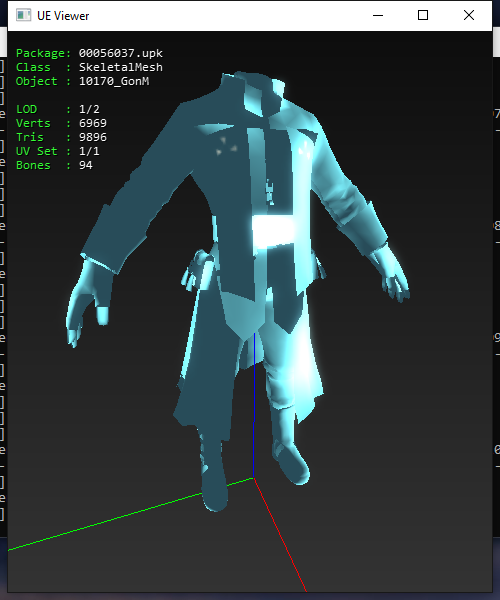 UE Viewer
Package: 00056037.upk
Class  : SkeletalMesh
Object : 10170_GonM
LOD    : 1/2
Verts  : 6969
Tris   : 9896
UV Set : 1/1
Bones  : 94